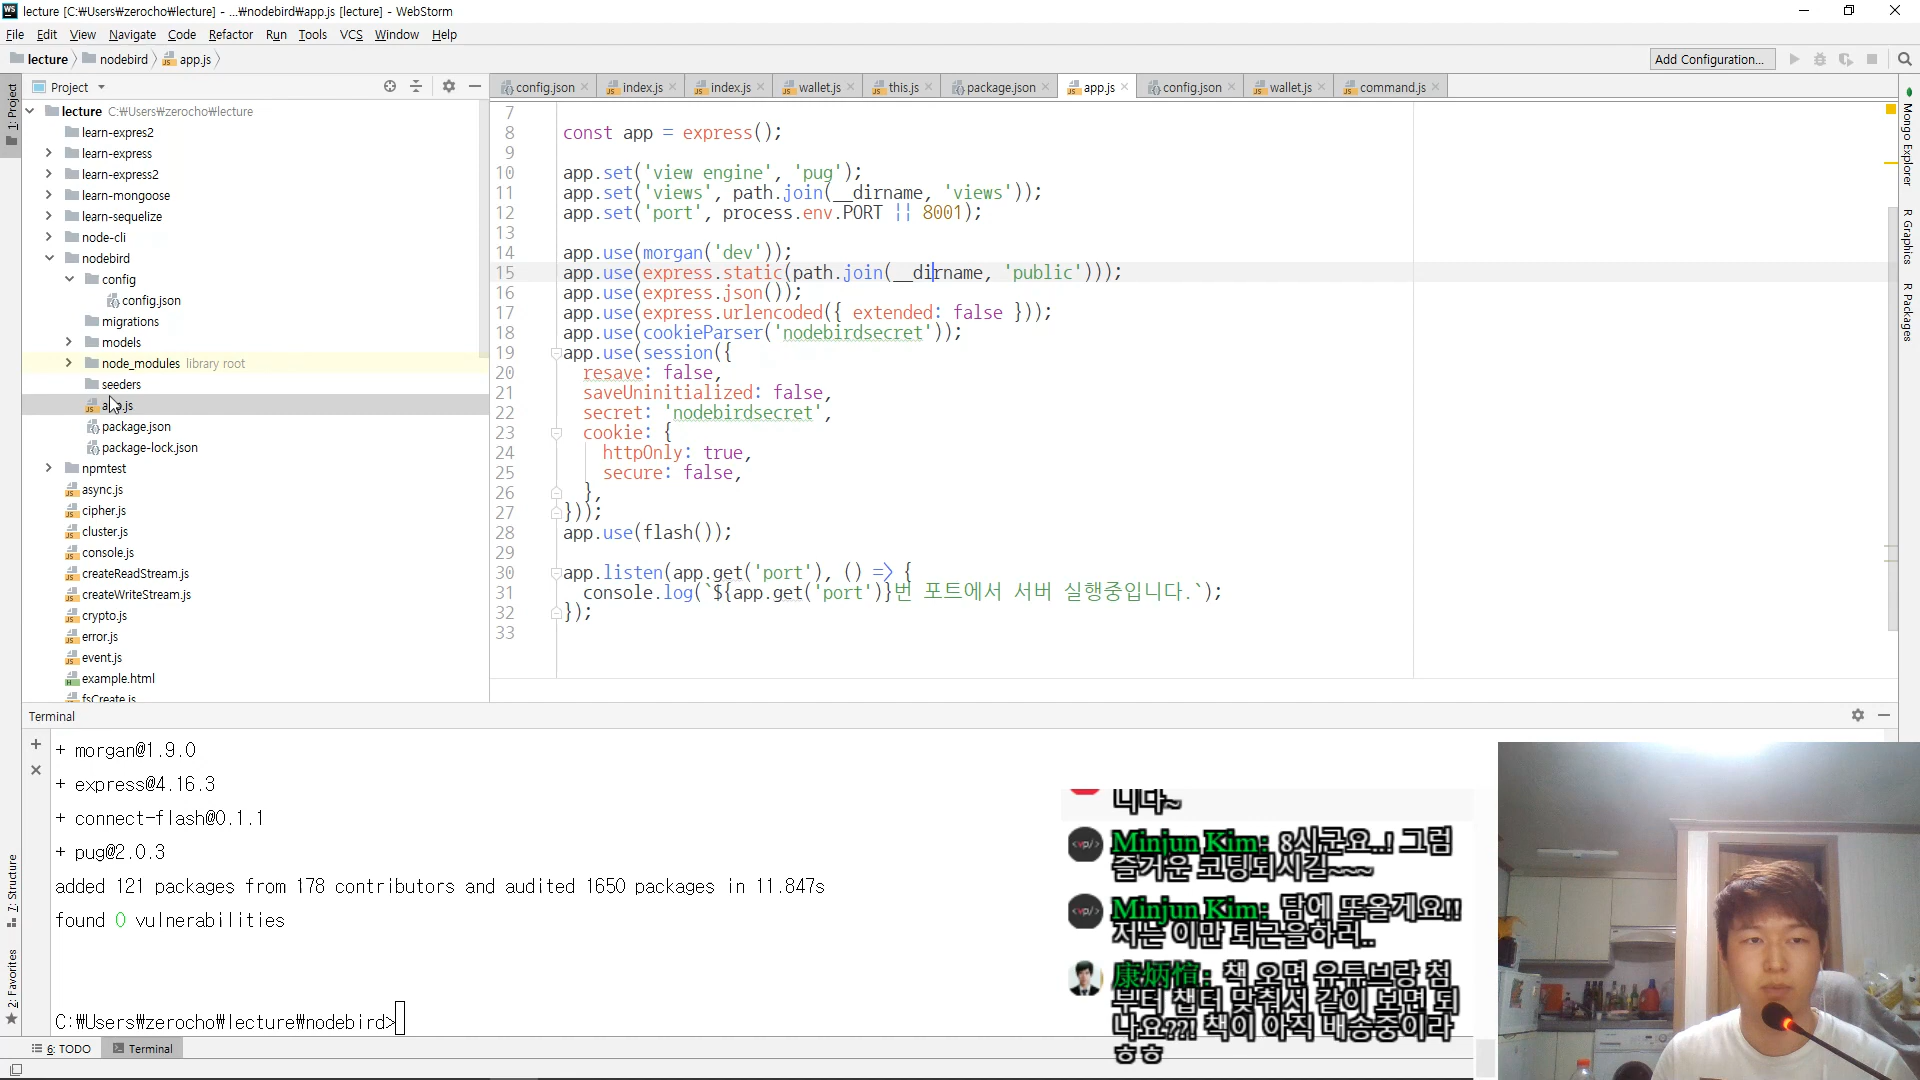 lecture [C:₩Users₩zerocho₩lecture] - ...₩nodebird₩app.js [lecture] - WebStorm
File Edit View Navigate Code Refactor Run Tools VCS Window Help
lecture nodebird app.js
Add Configuration...
Project
config.json index.js index.js wallet.js this.js package.json app.js config.json wallet.js command.js
1: Project
7: Structure
2: Favorites
lecture C:₩Users₩zerocho₩lecture
learn-expres2
learn-express
learn-express2
learn-mongoose
learn-sequelize
node-cli
nodebird
config
config.json
migrations
models
node_modules library root
seeders
app.js
package.json
package-lock.json
npmtest
async.js
cipher.js
cluster.js
console.js
createReadStream.js
createWriteStream.js
crypto.js
error.js
event.js
example.html
fsCreate.js
7
8 const app = express();
9
10 app.set('view engine', 'pug');
11 app.set('views', path.join(__dirname, 'views'));
12 app.set('port', process.env.PORT || 8001);
13
14 app.use(morgan('dev'));
15 app.use(express.static(path.join(__dirname, 'public')));
16 app.use(express.json());
17 app.use(express.urlencoded({ extended: false }));
18 app.use(cookieParser('nodebirdsecret'));
19 app.use(session({
20 resave: false,
21 saveUninitialized: false,
22 secret: 'nodebirdsecret',
23 cookie: {
24 httpOnly: true,
25 secure: false,
26 },
27 }));
28 app.use(flash());
29
30 app.listen(app.get('port'), () => {
31 console.log(`${app.get('port')}번 포트에서 서버 실행중입니다.`);
32 });
33
Mongo Explorer
R Graphics
R Packages
Terminal
+ morgan@1.9.0
+ express@4.16.3
+ connect-flash@0.1.1
+ pug@2.0.3
added 121 packages from 178 contributors and audited 1650 packages in 11.847s
found 0 vulnerabilities
C:₩Users₩zerocho₩lecture₩nodebird>
니다~
Minjun Kim: 8시군요..! 그럼
즐거운 코딩되시길~~~
Minjun Kim: 담에 또올게요!!
저는 이만 퇴근을하러..
康炳愃: 책 오면 유튜브랑 첨
부터 챕터 맞춰서 같이 보면 되
나요??! 책이 아직 배송중이라
ㅎㅎ
6: TODO Terminal